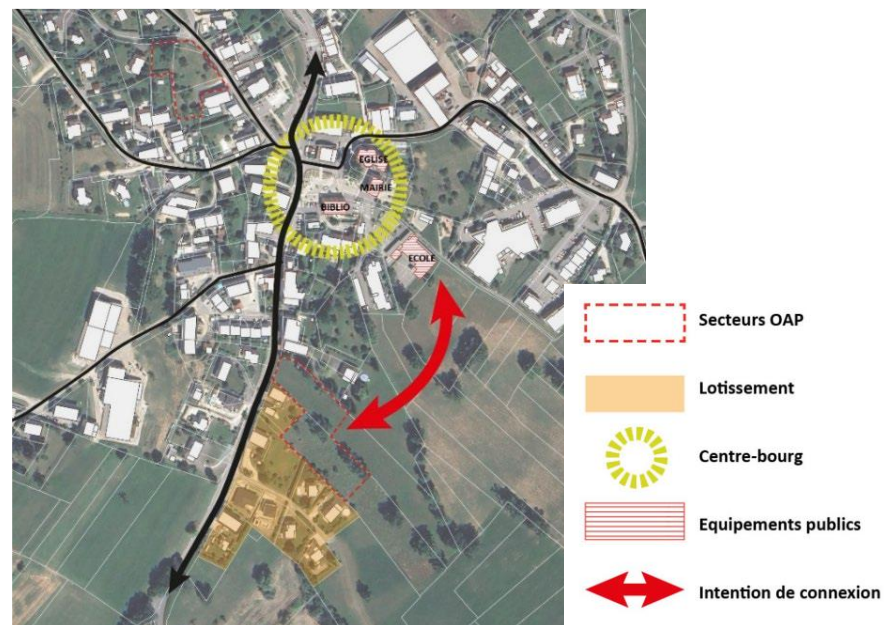 EGLISE
MAIRIE
BIBLIO
ECOLE
Secteurs OAP
Lotissement
Centre-bourg
Equipements publics
Intention de connexion